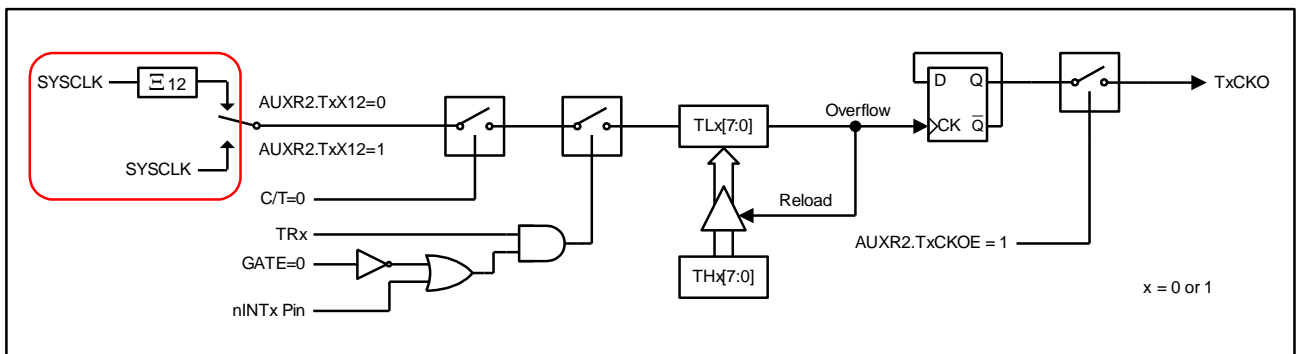 SYSCLK
Ξ 12
AUXR2.TxX12=0
AUXR2.TxX12=1
SYSCLK
C/T=0
TRx
GATE=0
nINTx Pin
TLx[7:0]
Overflow
Reload
THx[7:0]
D Q
CK Q̅
TxCKO
AUXR2.TxCKOE = 1
x = 0 or 1